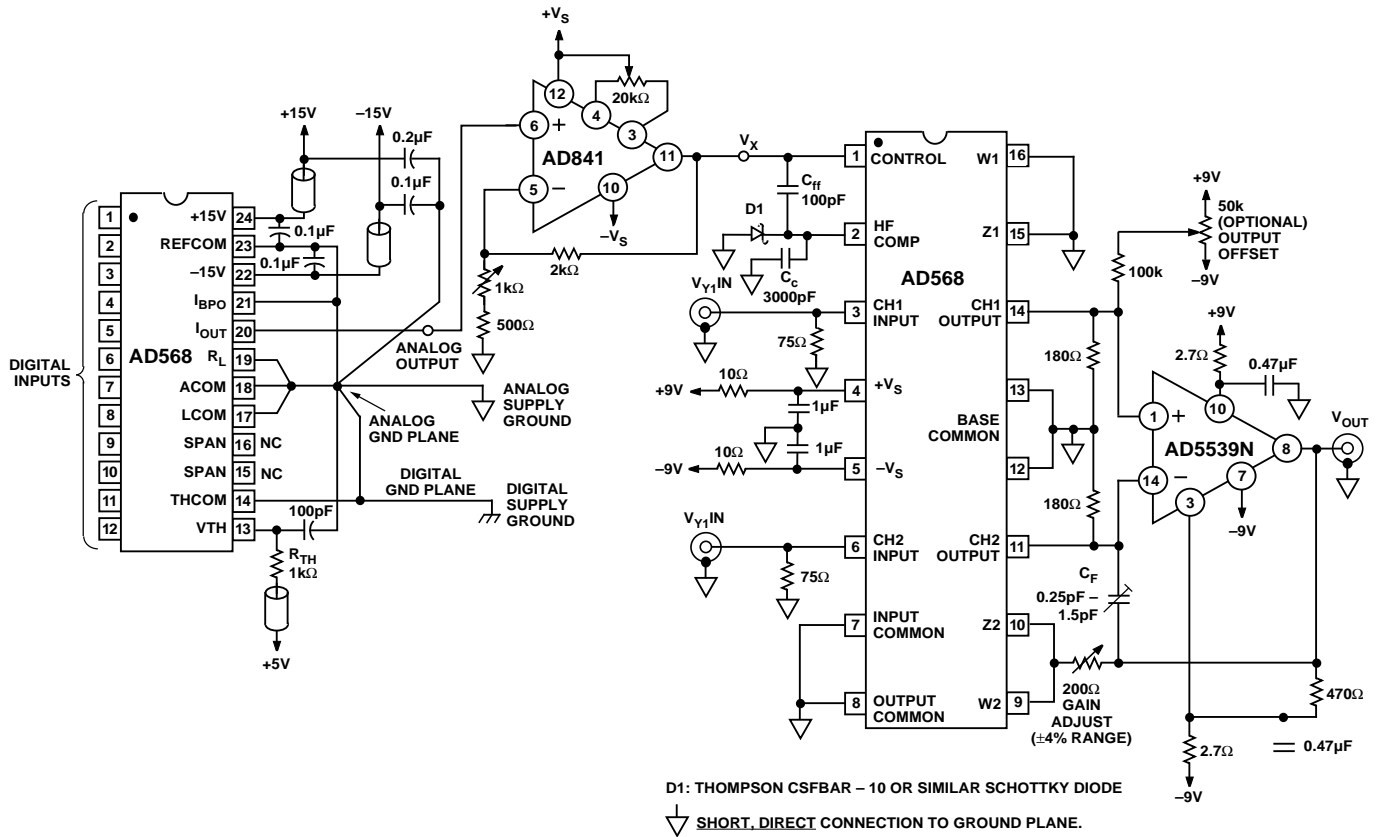 +VS
20kΩ
12
4
3
6
+
AD841
11
5
–
10
–VS
2kΩ
1kΩ
500Ω
+15V
–15V
0.2µF
0.1µF
0.1µF
0.1µF
DIGITAL
INPUTS
1
2
3
4
5
6
7
8
9
10
11
12
AD568
+15V 24
REFCOM 23
–15V 22
IBPO 21
IOUT 20
RL 19
ACOM 18
LCOM 17
SPAN 16 NC
SPAN 15 NC
THCOM 14
VTH 13
ANALOG
OUTPUT
ANALOG
GND PLANE
ANALOG
SUPPLY
GROUND
DIGITAL
GND PLANE
DIGITAL
SUPPLY
GROUND
100pF
RTH
1kΩ
+5V
VX
Cff
100pF
D1
Cc
3000pF
VY1IN
75Ω
+9V
10Ω
1µF
1µF
–9V
10Ω
VY1IN
75Ω
AD568
1 CONTROL
2 HF
COMP
3 CH1
INPUT
4 +VS
5 –VS
6 CH2
INPUT
7 INPUT
COMMON
8 OUTPUT
COMMON
W1 16
Z1 15
CH1
OUTPUT 14
13
BASE
COMMON
12
CH2
OUTPUT 11
Z2 10
W2 9
180Ω
180Ω
100k
+9V
50k
(OPTIONAL)
OUTPUT
OFFSET
–9V
+9V
2.7Ω
0.47µF
1
+
10
AD5539N
8
14
–
7
3
–9V
VOUT
CF
0.25pF –
1.5pF
200Ω
GAIN
ADJUST
(±4% RANGE)
470Ω
2.7Ω
0.47µF
–9V
D1: THOMPSON CSFBAR – 10 OR SIMILAR SCHOTTKY DIODE
SHORT, DIRECT CONNECTION TO GROUND PLANE.